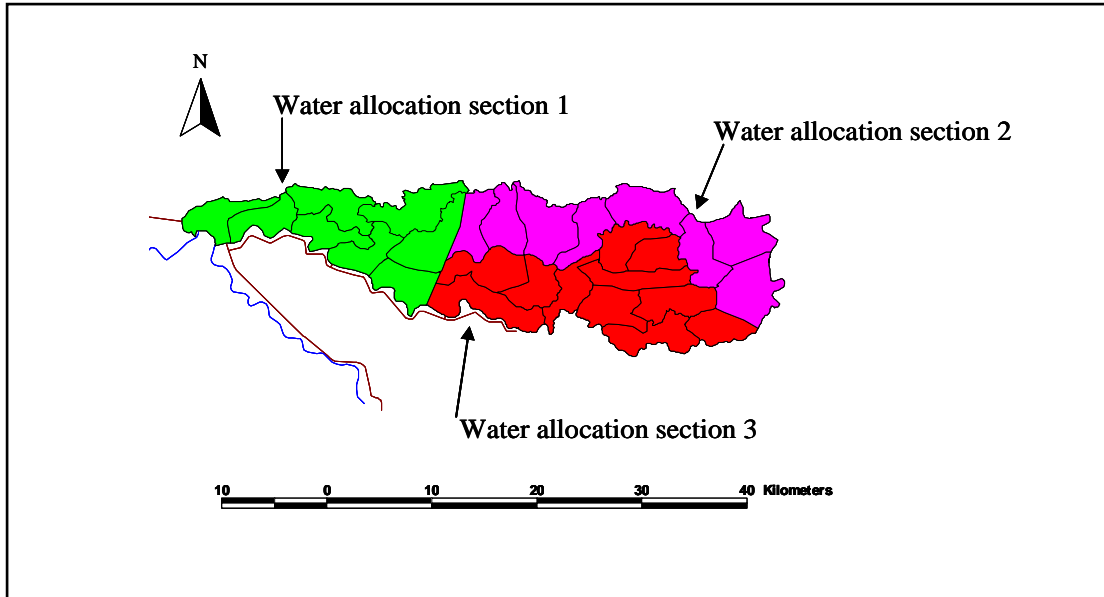 N
Water allocation section 1
Water allocation section 2
Water allocation section 3
10 0 10 20 30 40 Kilometers